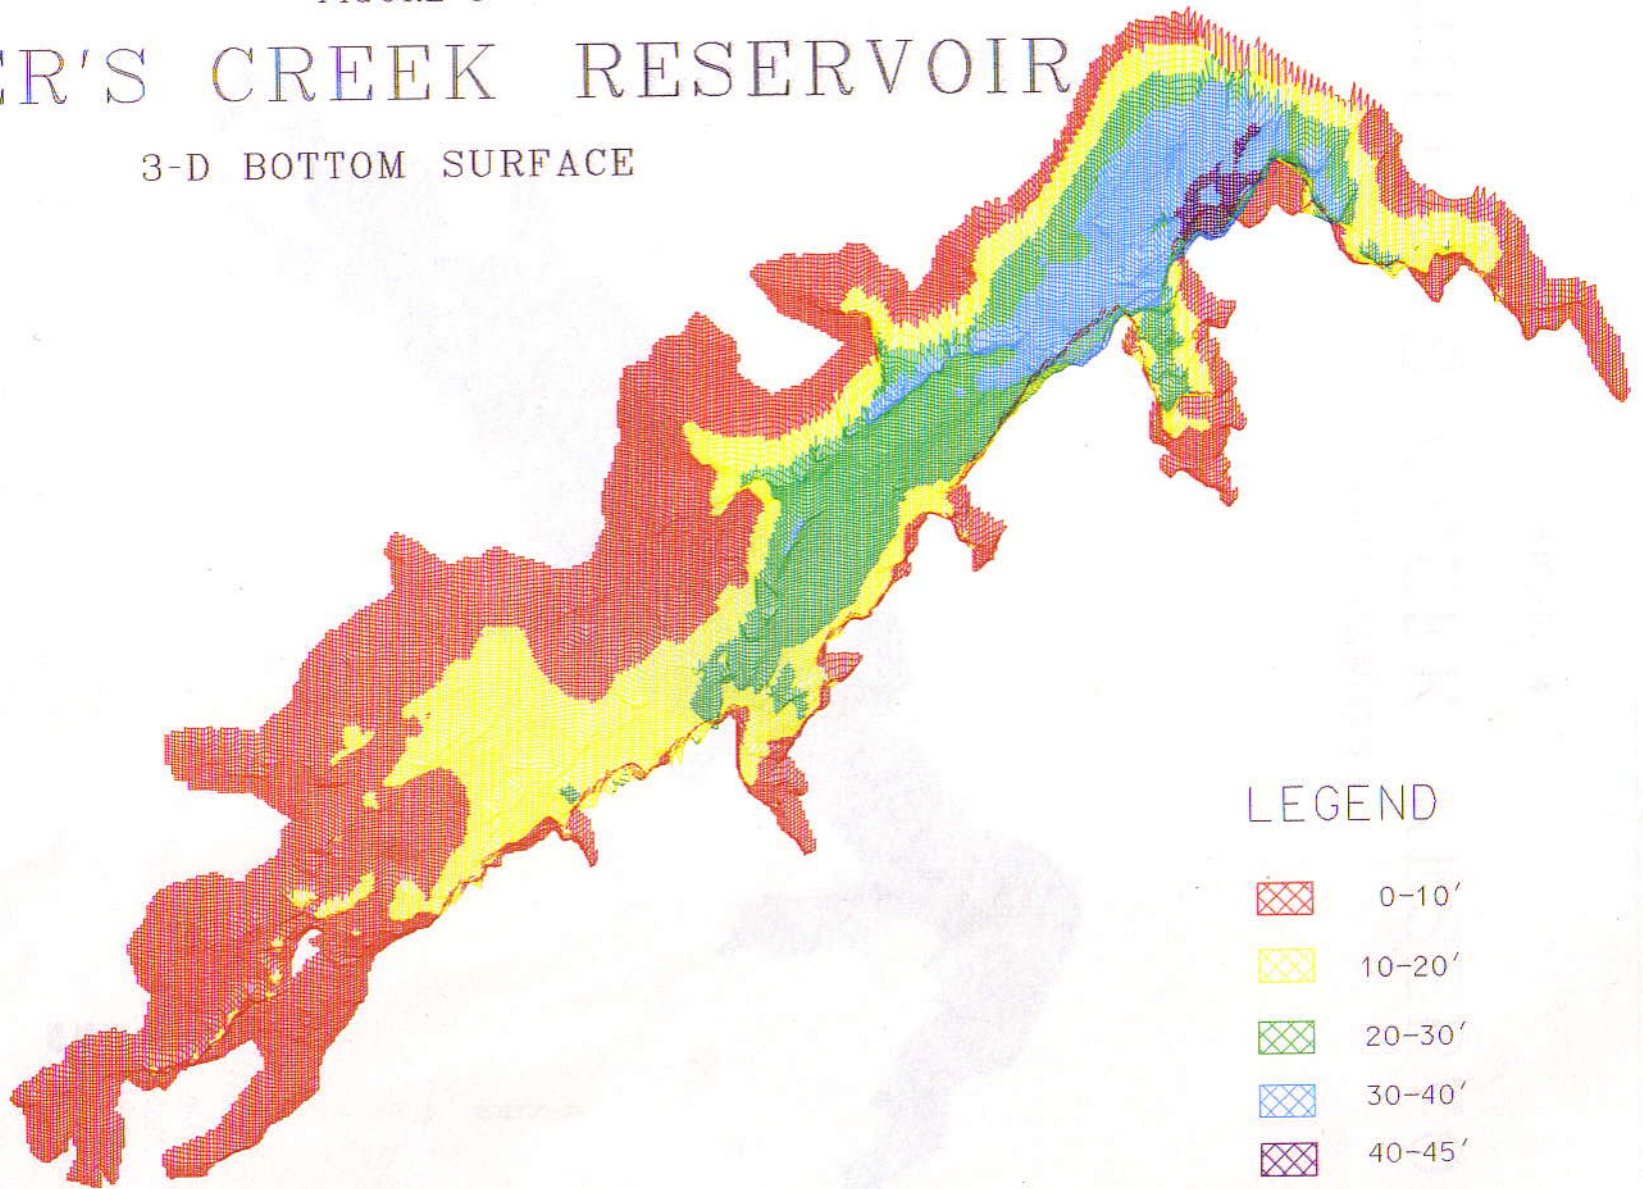 ER'S CREEK RESERVOIR
3-D BOTTOM SURFACE
LEGEND
0-10'
10-20'
20-30'
30-40'
40-45'